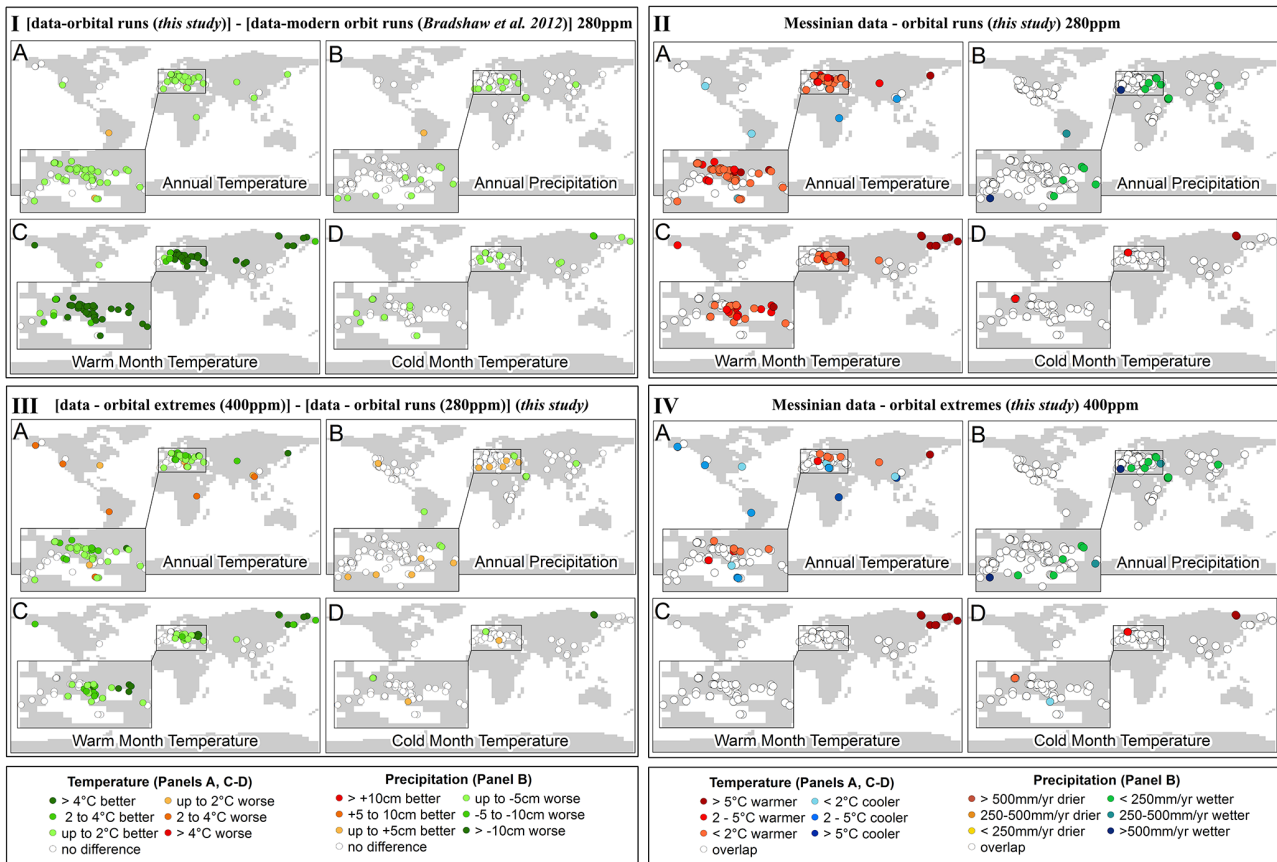 I [data-orbital runs (this study)] - [data-modern orbit runs (Bradshaw et al. 2012)] 280ppm
A
B
Annual Temperature
Annual Precipitation
C
D
Warm Month Temperature
Cold Month Temperature
II Messinian data - orbital runs (this study) 280ppm
A
B
Annual Temperature
Annual Precipitation
C
D
Warm Month Temperature
Cold Month Temperature
III [data - orbital extremes (400ppm)] - [data - orbital runs (280ppm)] (this study)
A
B
Annual Temperature
Annual Precipitation
C
D
Warm Month Temperature
Cold Month Temperature
IV Messinian data - orbital extremes (this study) 400ppm
A
B
Annual Temperature
Annual Precipitation
C
D
Warm Month Temperature
Cold Month Temperature
Temperature (Panels A, C-D)
> 4°C better
2 to 4°C better
up to 2°C better
no difference
up to 2°C worse
2 to 4°C worse
> 4°C worse
Precipitation (Panel B)
> +10cm better
+5 to 10cm better
up to +5cm better
no difference
up to -5cm worse
-5 to -10cm worse
> -10cm worse
Temperature (Panels A, C-D)
> 5°C warmer
2 - 5°C warmer
< 2°C warmer
overlap
< 2°C cooler
2 - 5°C cooler
> 5°C cooler
Precipitation (Panel B)
> 500mm/yr drier
250-500mm/yr drier
< 250mm/yr drier
overlap
< 250mm/yr wetter
250-500mm/yr wetter
>500mm/yr wetter